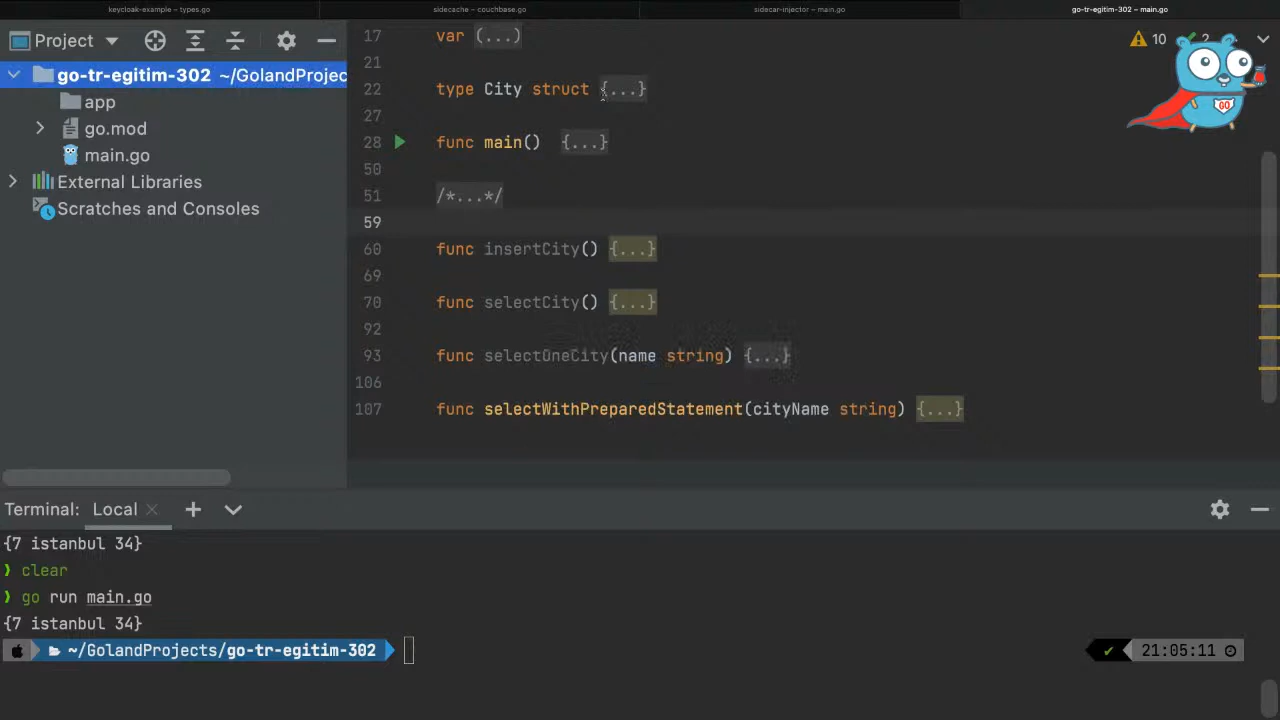 keycloak-example – types.go
sidecache – couchbase.go
sidecar-injector – main.go
go-tr-egitim-302 – main.go
Project
go-tr-egitim-302 ~/GolandProjec
app
go.mod
main.go
External Libraries
Scratches and Consoles
17 var (...)
21
22 type City struct {...}
27
28 func main() {...}
50
51 /*...*/
59
60 func insertCity() {...}
69
70 func selectCity() {...}
92
93 func selectOneCity(name string) {...}
106
107 func selectWithPreparedStatement(cityName string) {...}
10 2
GO
Terminal: Local
{7 istanbul 34}
❯ clear
❯ go run main.go
{7 istanbul 34}
~/GolandProjects/go-tr-egitim-302
✔ 21:05:11